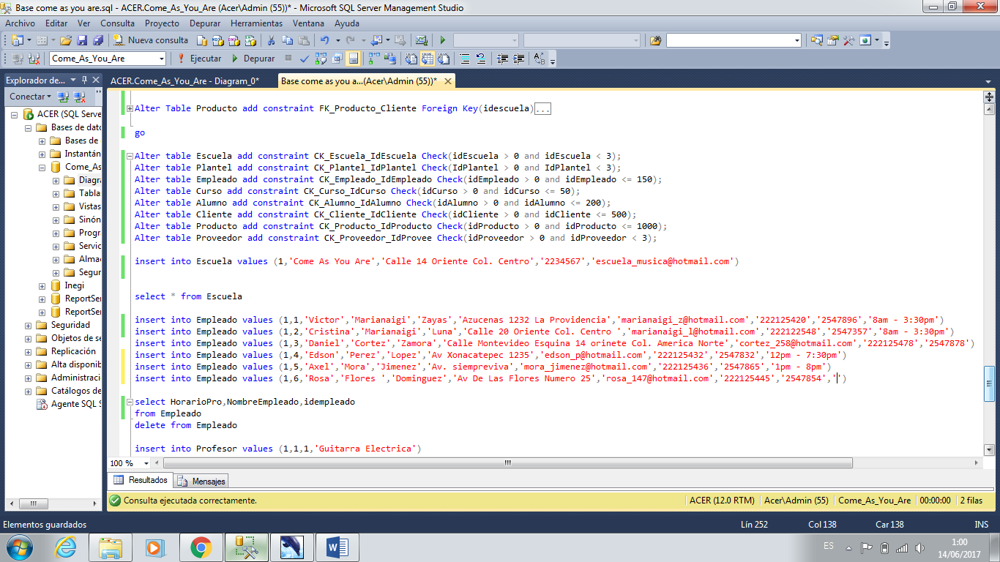 Base come as you are.sql - ACER.Come_As_You_Are (Acer\Admin (55))* - Microsoft SQL Server Management Studio
Archivo Editar Ver Consulta Proyecto Depurar Herramientas Ventana Ayuda
Nueva consulta
Come_As_You_Are Ejecutar Depurar
Explorador de...
ACER.Come_As_You_Are - Diagram_0* Base come as you a...(Acer\Admin (55))*
Conectar
ACER (SQL Serve
Bases de dato
Bases de
Instantán
Come_As
Diagra
Tablas
Vistas
Sinón
Progr
Servic
Almac
Segur
Inegi
ReportSer
ReportSer
Seguridad
Objetos de se
Replicación
Alta disponib
Administraci
Catálogos de
Agente SQL S
Alter Table Producto add constraint FK_Producto_Cliente Foreign Key(idescuela)...
go
Alter table Escuela add constraint CK_Escuela_IdEscuela Check(idEscuela > 0 and idEscuela < 3);
Alter table Plantel add constraint CK_Plantel_IdPlantel Check(IdPlantel > 0 and IdPlantel < 3);
Alter table Empleado add constraint CK_Empleado_IdEmpleado Check(idEmpleado > 0 and idEmpleado <= 150);
Alter table Curso add constraint CK_Curso_IdCurso Check(idCurso > 0 and idCurso <= 50);
Alter table Alumno add constraint CK_Alumno_IdAlumno Check(idAlumno > 0 and idAlumno <= 200);
Alter table Cliente add constraint CK_Cliente_IdCliente Check(idCliente > 0 and idCliente <= 500);
Alter table Producto add constraint CK_Producto_IdProducto Check(idProducto > 0 and idProducto <= 1000);
Alter table Proveedor add constraint CK_Proveedor_IdProvee Check(idProveedor > 0 and idProveedor < 3);
insert into Escuela values (1,'Come As You Are','Calle 14 Oriente Col. Centro','2234567','escuela_musica@hotmail.com')
select * from Escuela
insert into Empleado values (1,1,'Victor','Marianaigi','Zayas','Azucenas 1232 La Providencia','marianaigi_z@hotmail.com','222125420','2547896','8am - 3:30pm')
insert into Empleado values (1,2,'Cristina','Marianaigi','Luna','Calle 20 Oriente Col. Centro ','marianaigi_l@hotmail.com','222122548','2547357','8am - 3:30pm')
insert into Empleado values (1,3,'Daniel','Cortez','Zamora','Calle Montevideo Esquina 14 orinete Col. America Norte','cortez_258@hotmail.com','222125478','2547878')
insert into Empleado values (1,4,'Edson','Perez','Lopez','Av Xonacatepec 1235','edson_p@hotmail.com','222125432','2547832','12pm - 7:30pm')
insert into Empleado values (1,5,'Axel','Mora','Jimenez','Av. siempreviva','mora_jimenez@hotmail.com','222125436','2547865','1pm - 8pm')
insert into Empleado values (1,6,'Rosa','Flores ','Dominguez','Av De Las Flores Numero 25','rosa_147@hotmail.com','222125445','2547854','')
select HorarioPro,NombreEmpleado,idempleado
from Empleado
delete from Empleado
insert into Profesor values (1,1,1,'Guitarra Electrica')
100 %
Resultados Mensajes
Consulta ejecutada correctamente. ACER (12.0 RTM) Acer\Admin (55) Come_As_You_Are 00:00:00 2 filas
Elementos guardados Lín 252 Col 138 Car 138 INS
ES 1:00
14/06/2017